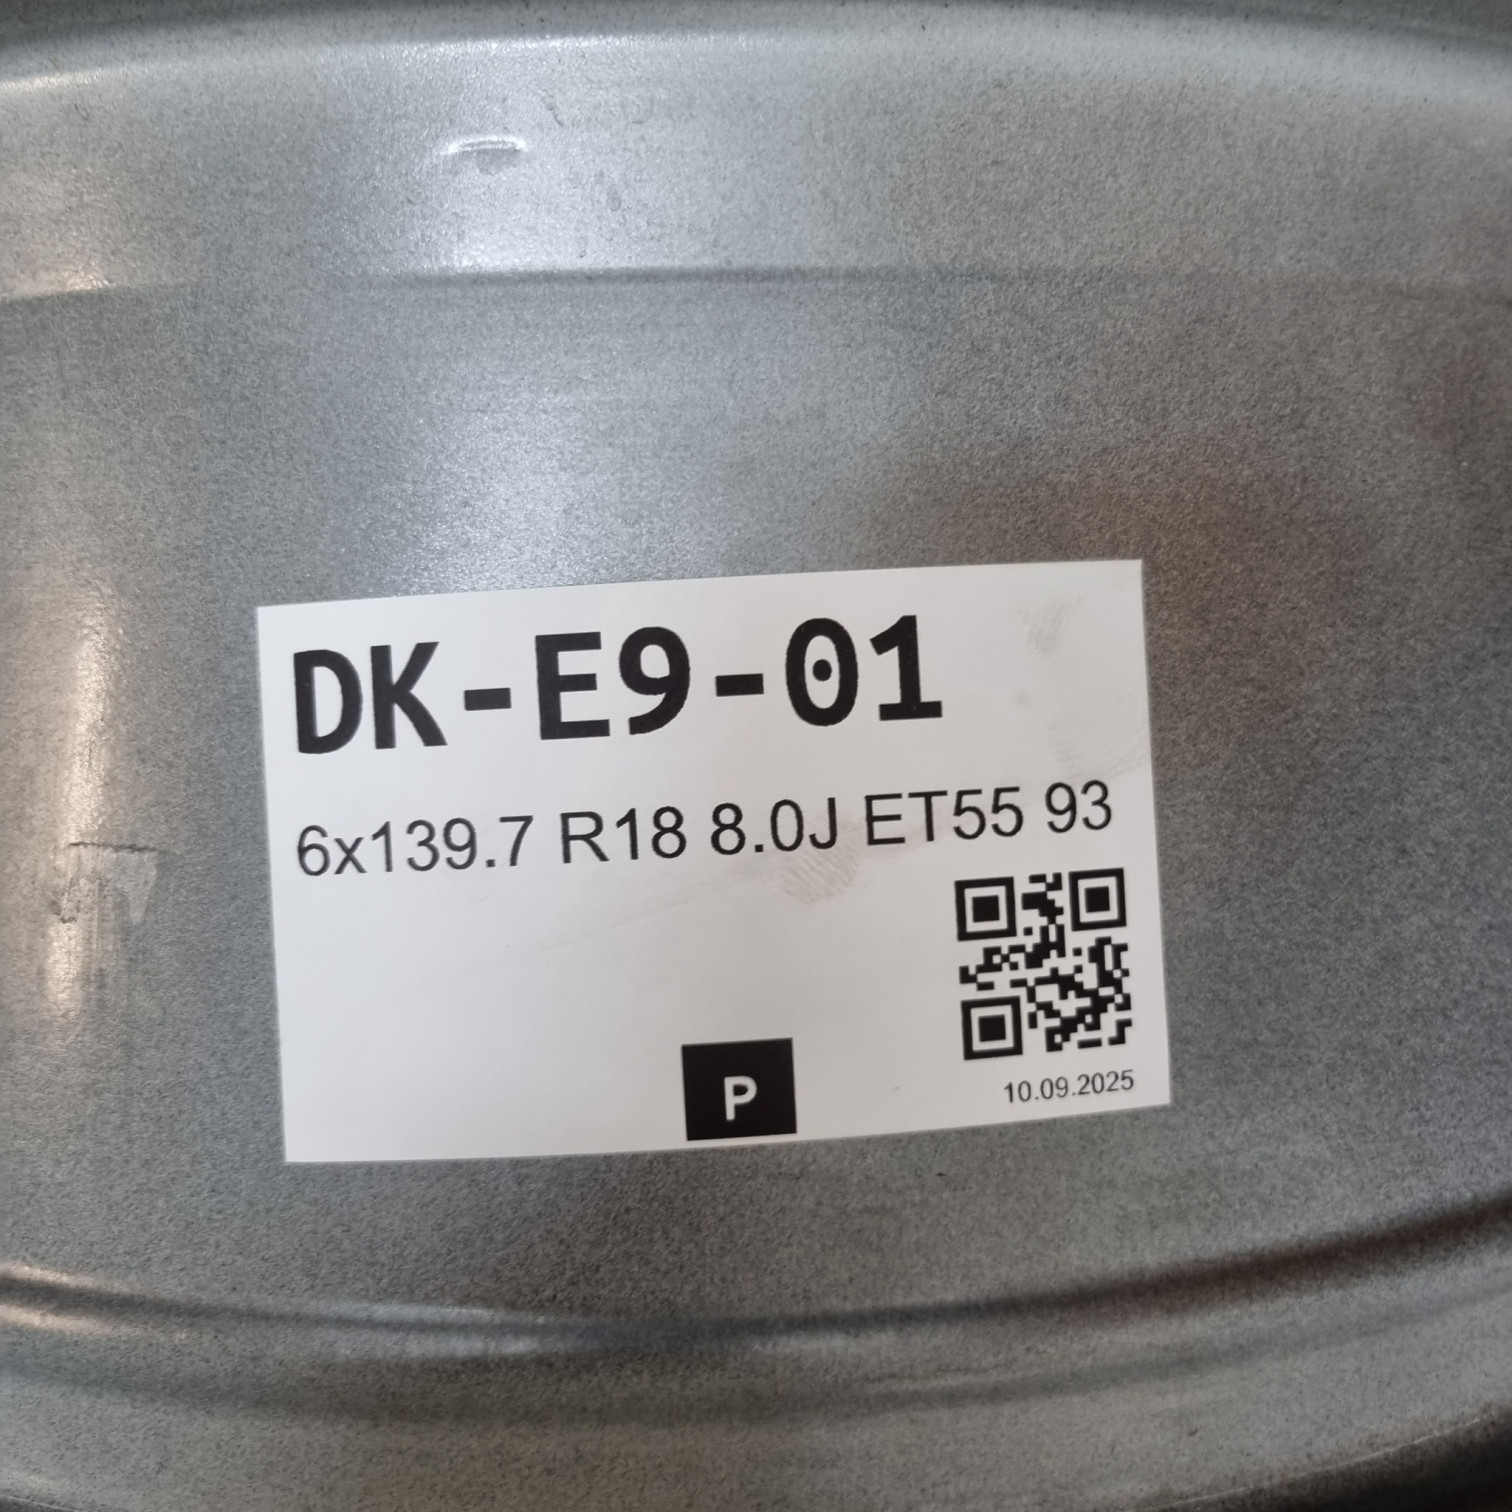 DK-E9-01
6x139.7 R18 8.0J ET55 93
P
10.09.2025